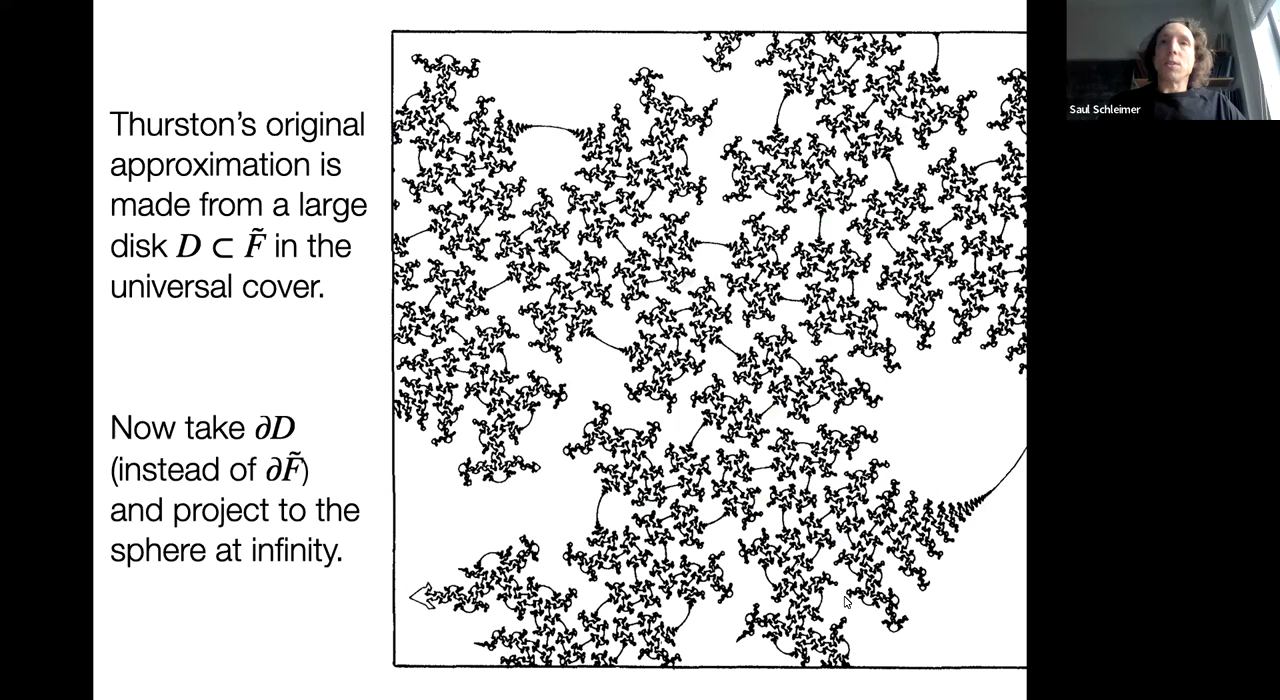 Thurston's original
approximation is
made from a large
disk D ⊂ F̃ in the
universal cover.
Now take ∂D
(instead of ∂F̃)
and project to the
sphere at infinity.
Saul Schleimer